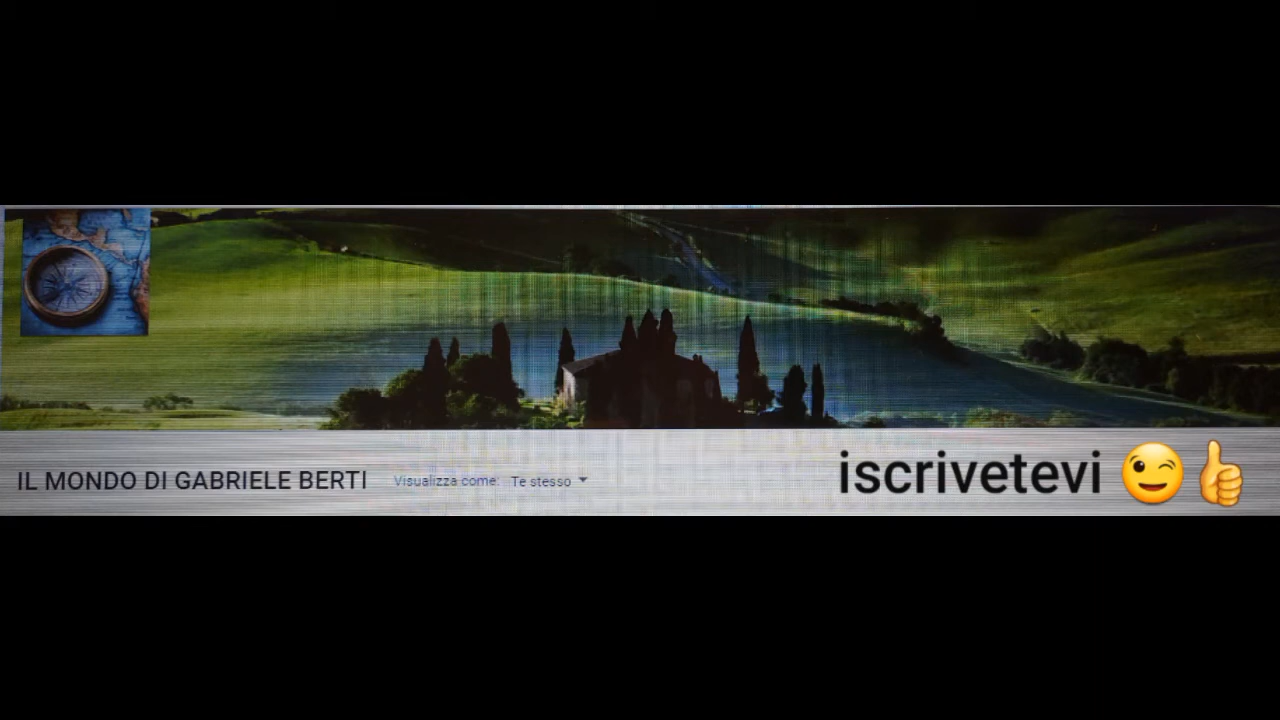 IL MONDO DI GABRIELE BERTI Visualizza come: Te stesso iscrivetevi 😉👍